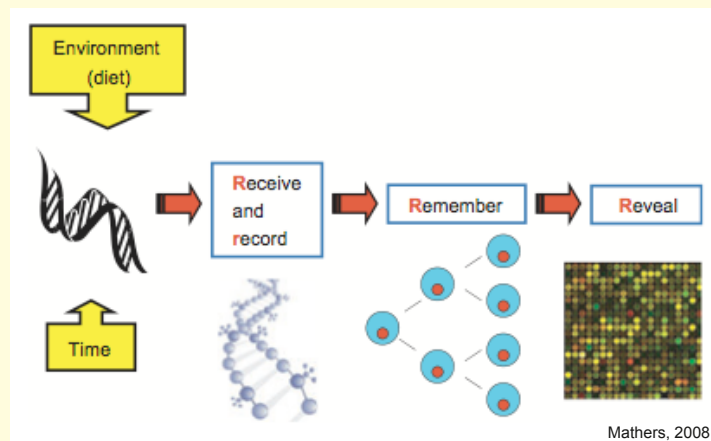 Environment
(diet)
Receive
and
record
Remember
Reveal
Time
Mathers, 2008